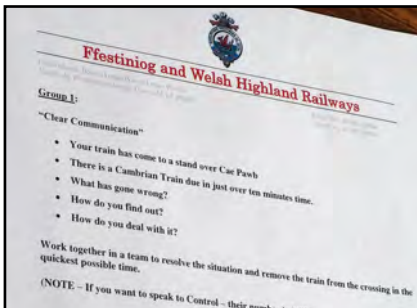 Ffestiniog and Welsh Highland Railways
Group 1:
"Clear Communication"
• Your train has come to a stand over Cae Pawb
• There is a Cambrian Train due in just over ten minutes time.
• What has gone wrong?
• How do you find out?
• How do you deal with it?
Work together in a team to resolve the situation and remove the train from the crossing in the
quickest possible time.
(NOTE – If you want to speak to Control – their